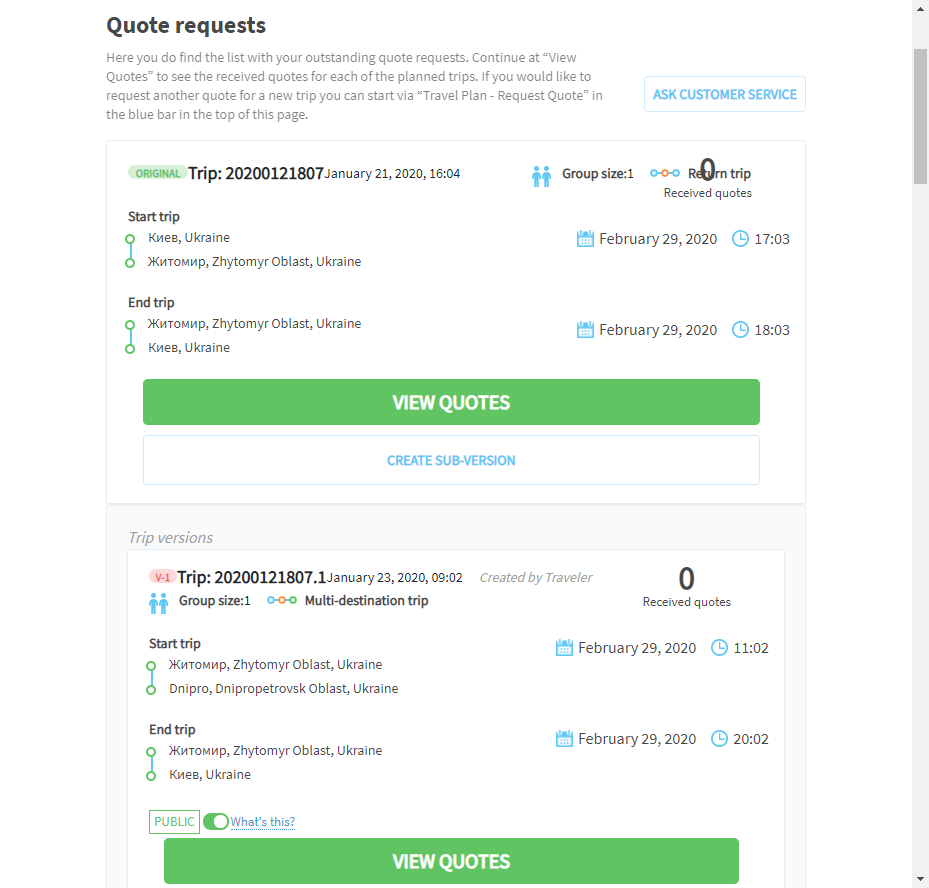 Quote requests
Here you do find the list with your outstanding quote requests. Continue at “View
Quotes” to see the received quotes for each of the planned trips. If you would like to
request another quote for a new trip you can start via “Travel Plan - Request Quote” in
the blue bar in the top of this page.
ASK CUSTOMER SERVICE
ORIGINAL Trip: 20200121807 January 21, 2020, 16:04 Group size:1 Return trip
0
Received quotes
Start trip
Киев, Ukraine
Житомир, Zhytomyr Oblast, Ukraine
February 29, 2020 17:03
End trip
Житомир, Zhytomyr Oblast, Ukraine
Киев, Ukraine
February 29, 2020 18:03
VIEW QUOTES
CREATE SUB-VERSION
Trip versions
V-1 Trip: 20200121807.1 January 23, 2020, 09:02 Created by Traveler
Group size:1 Multi-destination trip
0
Received quotes
Start trip
Житомир, Zhytomyr Oblast, Ukraine
Dnipro, Dnipropetrovsk Oblast, Ukraine
February 29, 2020 11:02
End trip
Житомир, Zhytomyr Oblast, Ukraine
Киев, Ukraine
February 29, 2020 20:02
PUBLIC What's this?
VIEW QUOTES